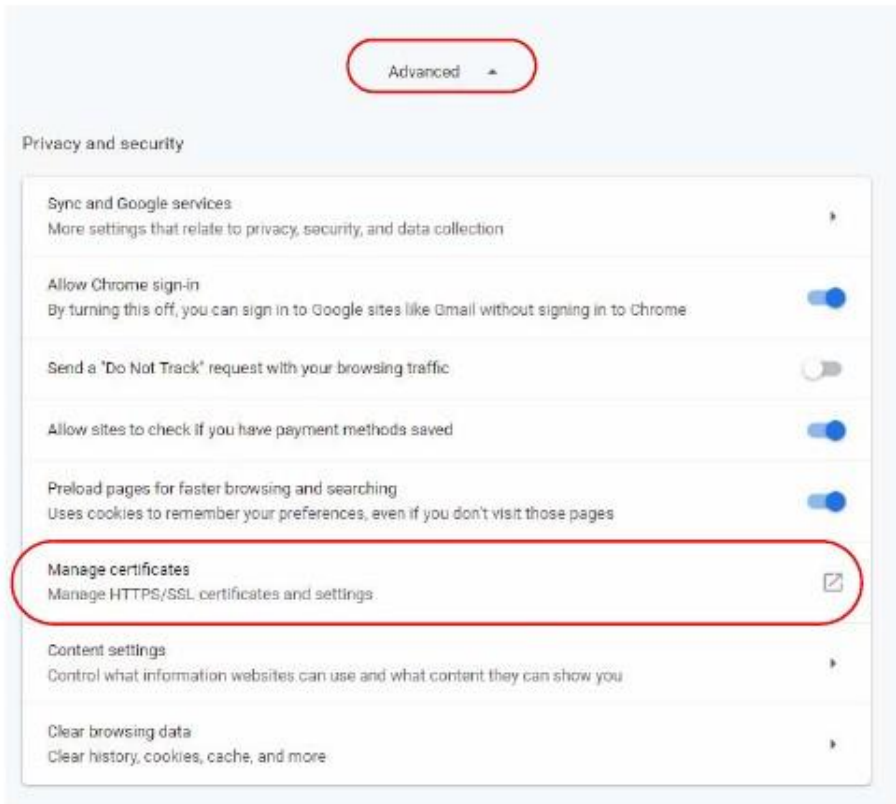 Advanced
Privacy and security
Sync and Google services
More settings that relate to privacy, security, and data collection
Allow Chrome sign-in
By turning this off, you can sign in to Google sites like Gmail without signing in to Chrome
Send a "Do Not Track" request with your browsing traffic
Allow sites to check if you have payment methods saved
Preload pages for faster browsing and searching
Uses cookies to remember your preferences, even if you don't visit those pages
Manage certificates
Manage HTTPS/SSL certificates and settings
Content settings
Control what information websites can use and what content they can show you
Clear browsing data
Clear history, cookies, cache, and more